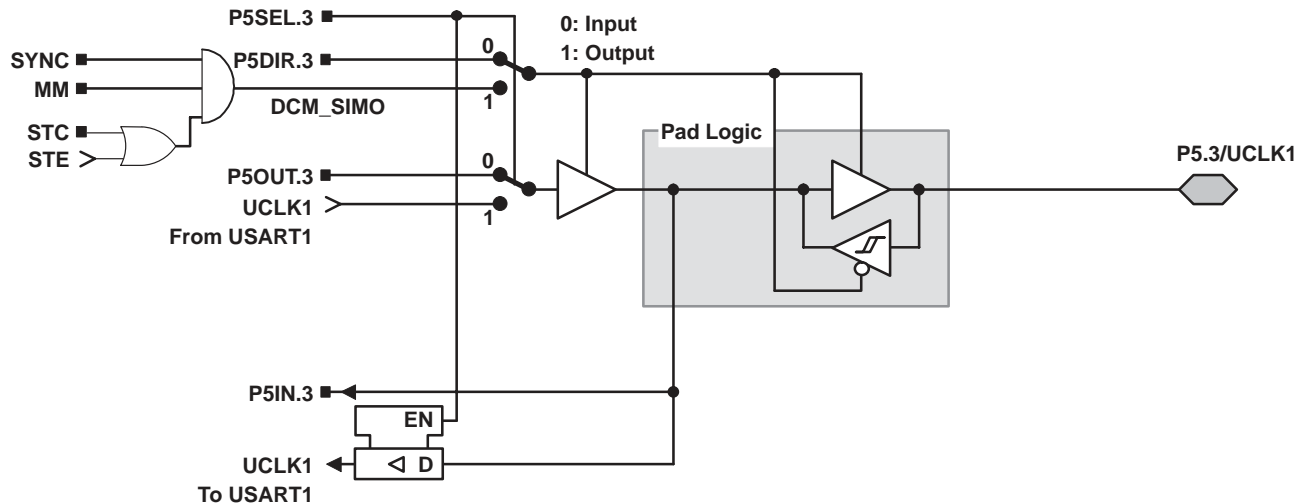 P5SEL.3
0: Input
1: Output
SYNC
P5DIR.3
0
MM
1
DCM_SIMO
STC
STE
Pad Logic
P5.3/UCLK1
P5OUT.3
0
UCLK1
1
From USART1
P5IN.3
EN
UCLK1
D
To USART1